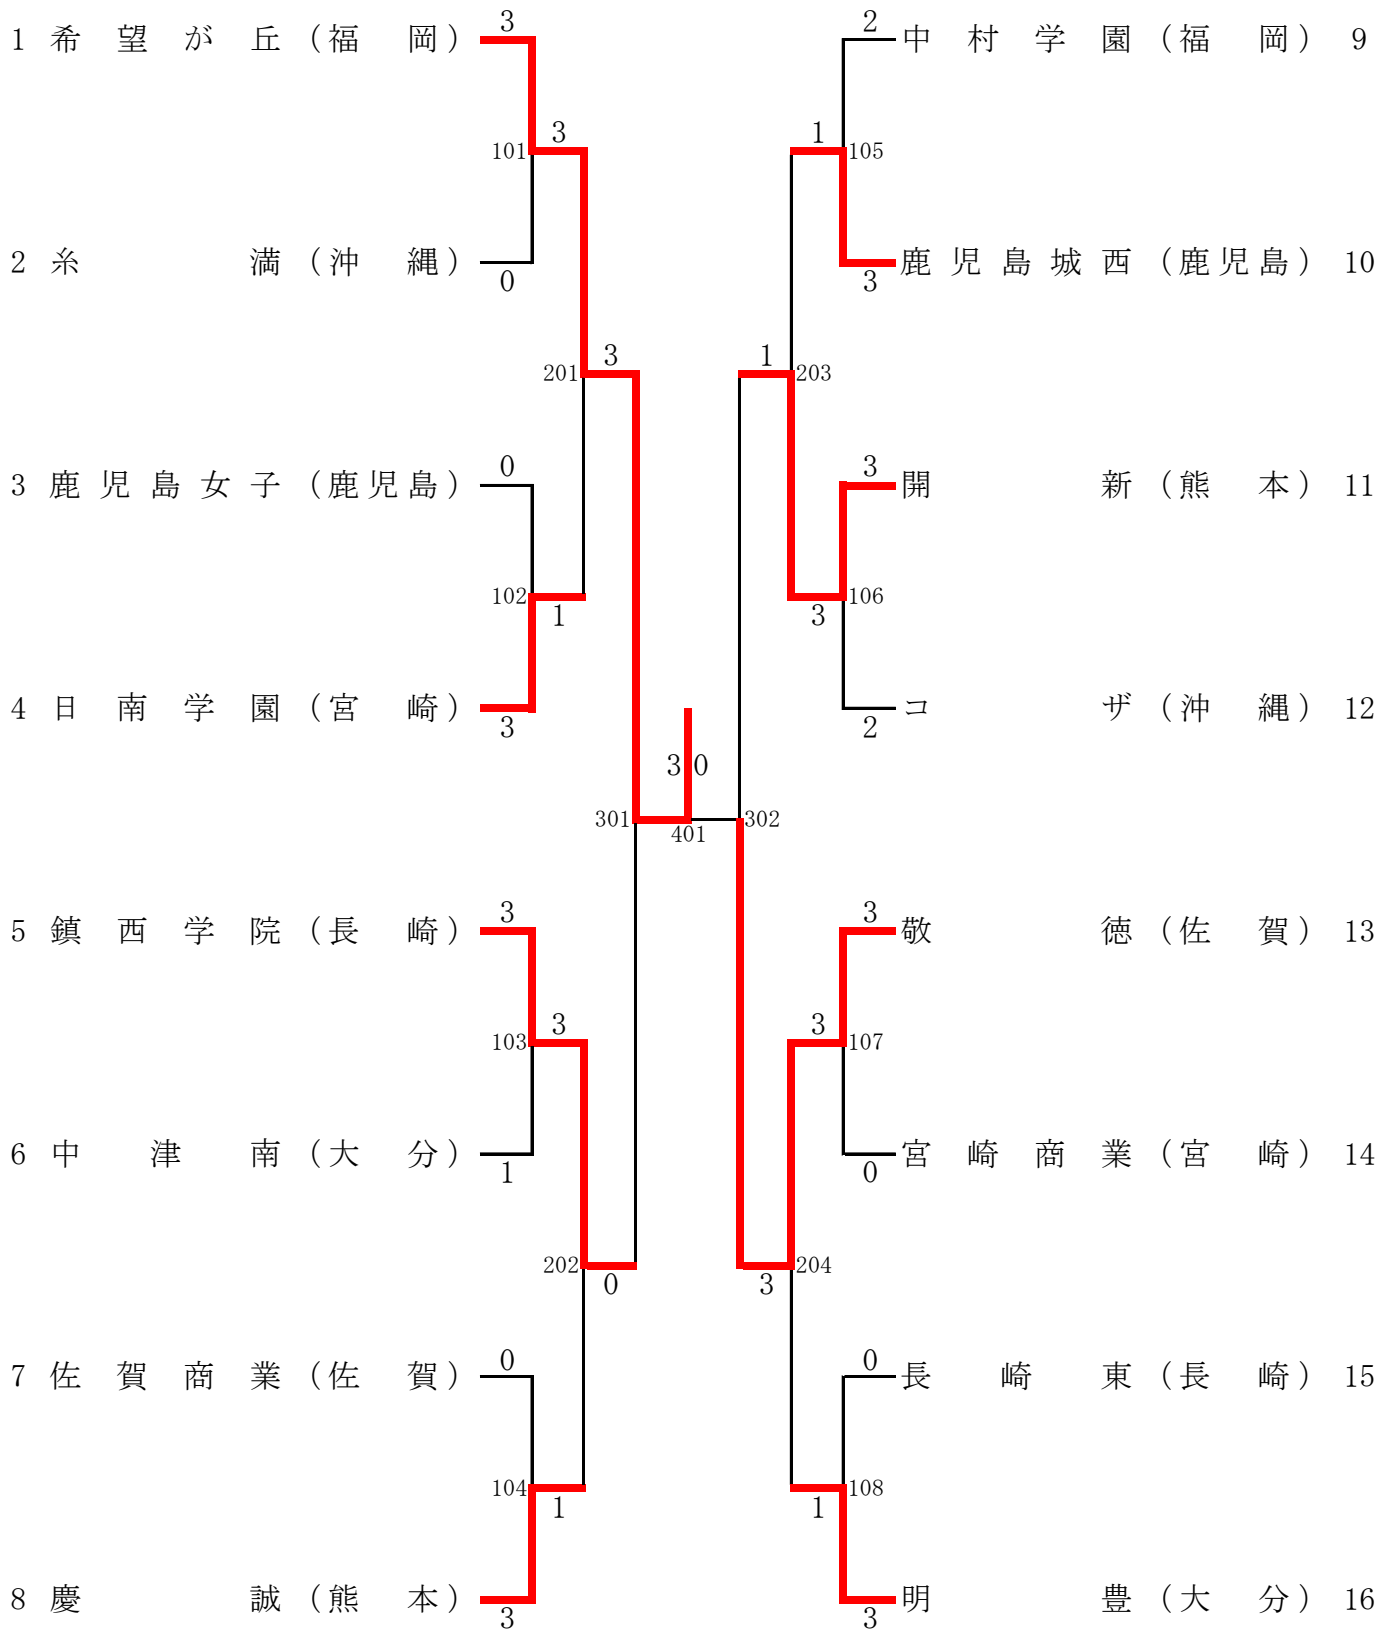 3
2
1 希望が丘 (福岡)
中村学園 (福岡) 9
3
1
101
105
2 糸満 (沖縄)
鹿児島城西 (鹿児島) 10
0
3
3
1
201
203
0
3
3 鹿児島女子 (鹿児島)
開新 (熊本) 11
102
106
1
3
4 日南学園 (宮崎)
コザ (沖縄) 12
3
2
3 0
301
302
401
3
3
5 鎮西学院 (長崎)
敬徳 (佐賀) 13
3
3
103
107
6 中津南 (大分)
宮崎商業 (宮崎) 14
1
0
202
204
0
3
0
0
7 佐賀商業 (佐賀)
長崎東 (長崎) 15
104
108
1
1
8 慶誠 (熊本)
明豊 (大分) 16
3
3